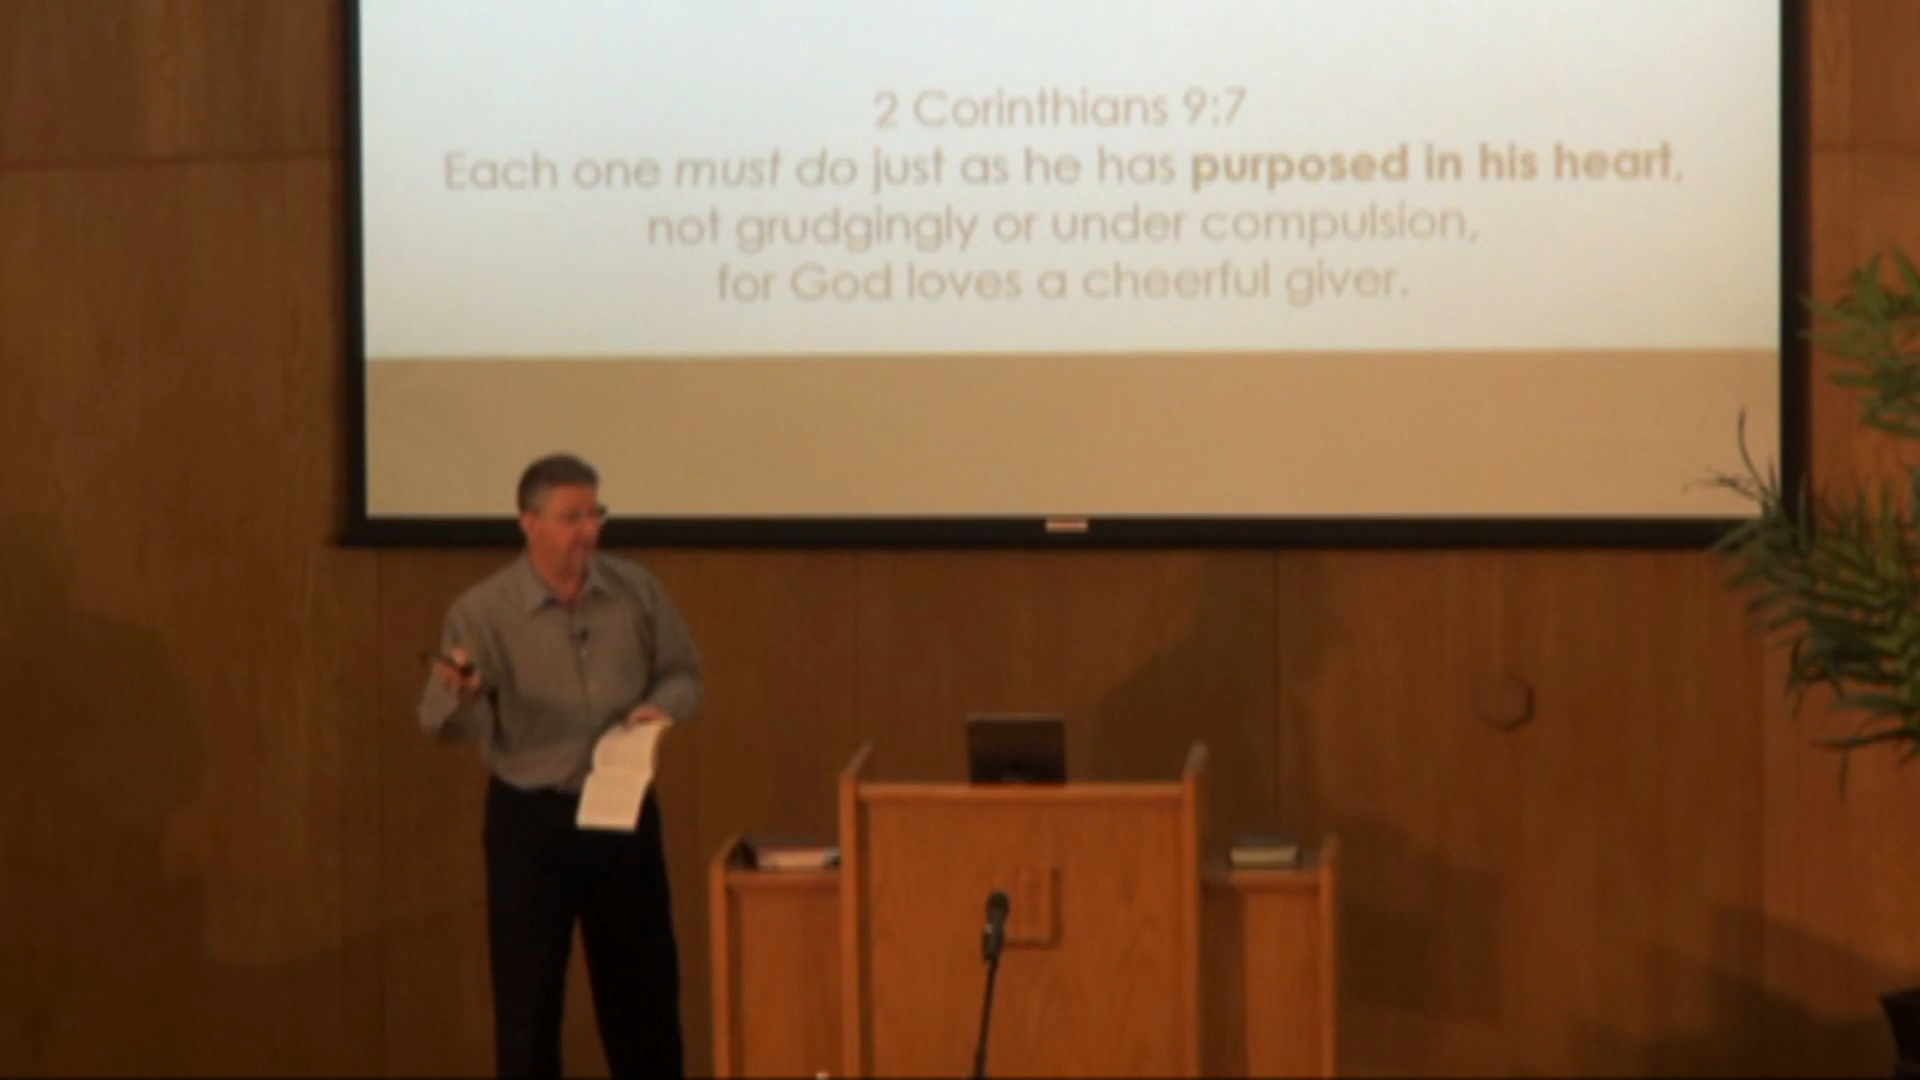 2 Corinthians 9:7
Each one must do just as he has purposed in his heart,
not grudgingly or under compulsion,
for God loves a cheerful giver.